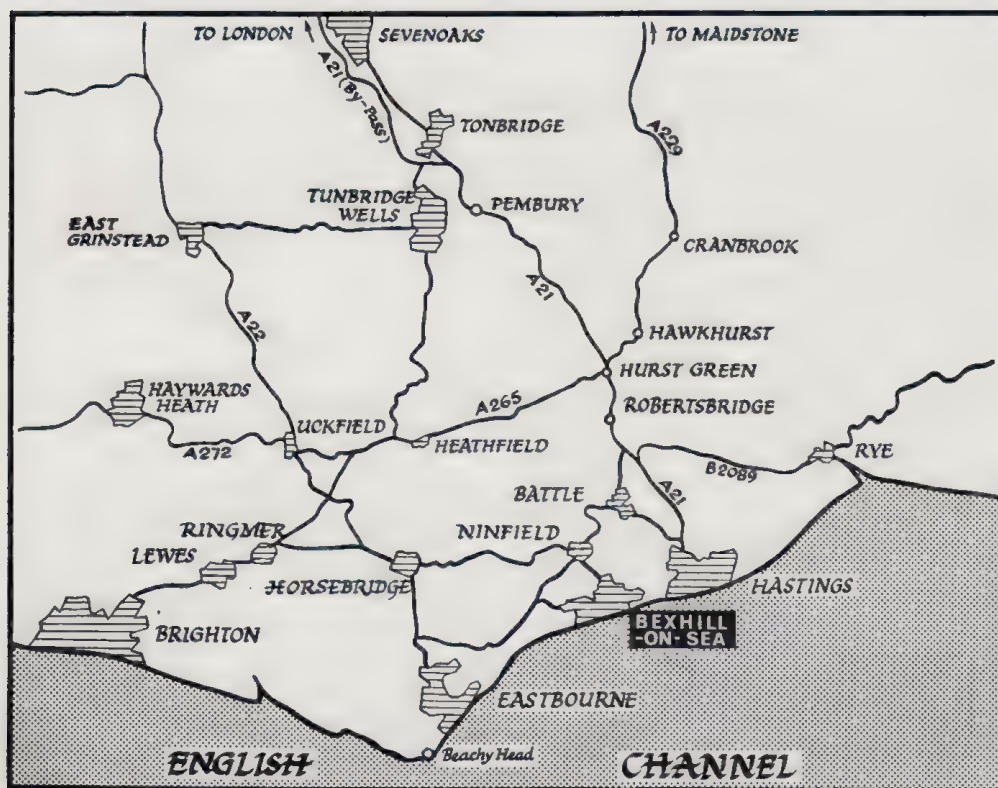 TO LONDON
SEVENOAKS
TO MAIDSTONE
A21 (By-Pass)
TONBRIDGE
A229
TUNBRIDGE
WELLS
PEMBURY
EAST
GRINSTEAD
CRANBROOK
A21
A22
HAWKHURST
HURST GREEN
HAYWARDS
HEATH
A265
ROBERTSBRIDGE
UCKFIELD
HEATHFIELD
A272
RYE
B2089
BATTLE
A21
RINGMER
NINFIELD
LEWES
HORSEBRIDGE
HASTINGS
BRIGHTON
BEXHILL
-ON-SEA
EASTBOURNE
Beachy Head
ENGLISH CHANNEL